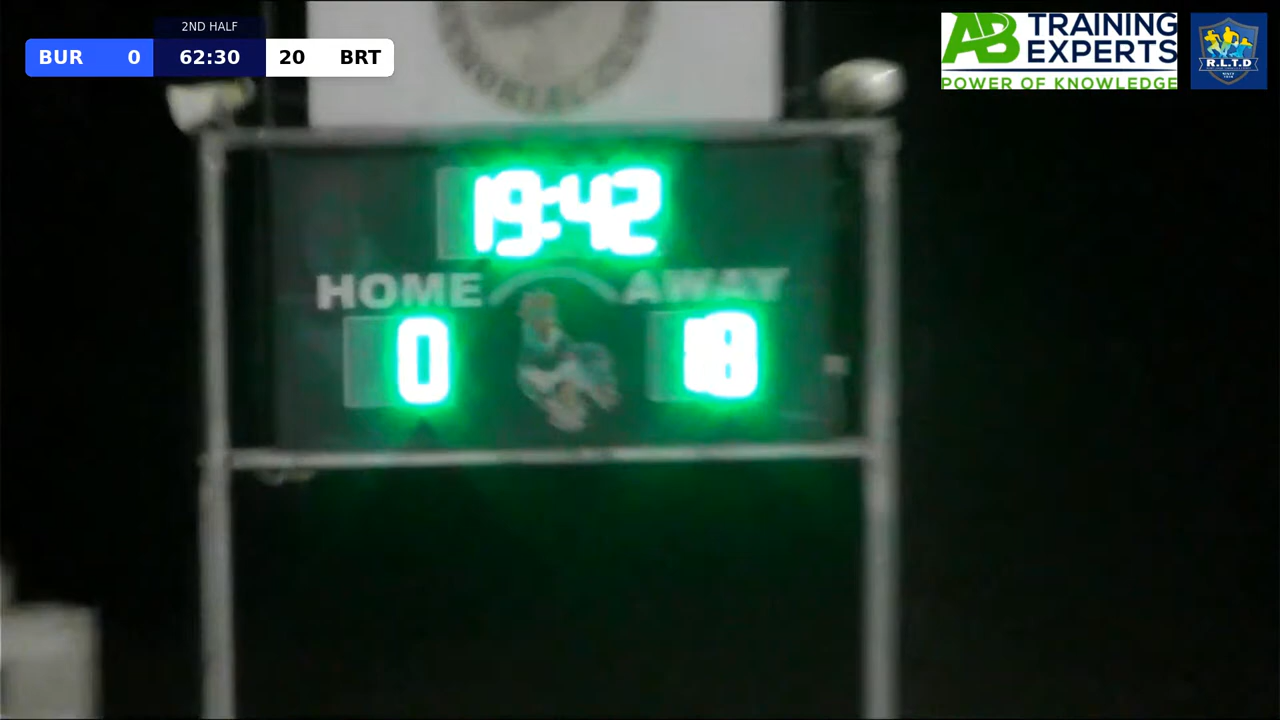 2ND HALF
BUR 0 62:30 20 BRT
AB TRAINING EXPERTS
POWER OF KNOWLEDGE
R.L.T.D
19:42
HOME AWAY
0 18